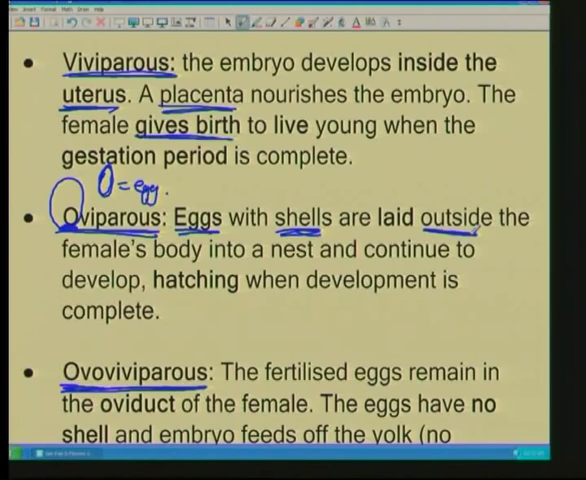 • Viviparous: the embryo develops inside the
uterus. A placenta nourishes the embryo. The
female gives birth to live young when the
gestation period is complete.
O = egg.
• Oviparous: Eggs with shells are laid outside the
female's body into a nest and continue to
develop, hatching when development is
complete.
• Ovoviviparous: The fertilised eggs remain in
the oviduct of the female. The eggs have no
shell and embryo feeds off the yolk (no